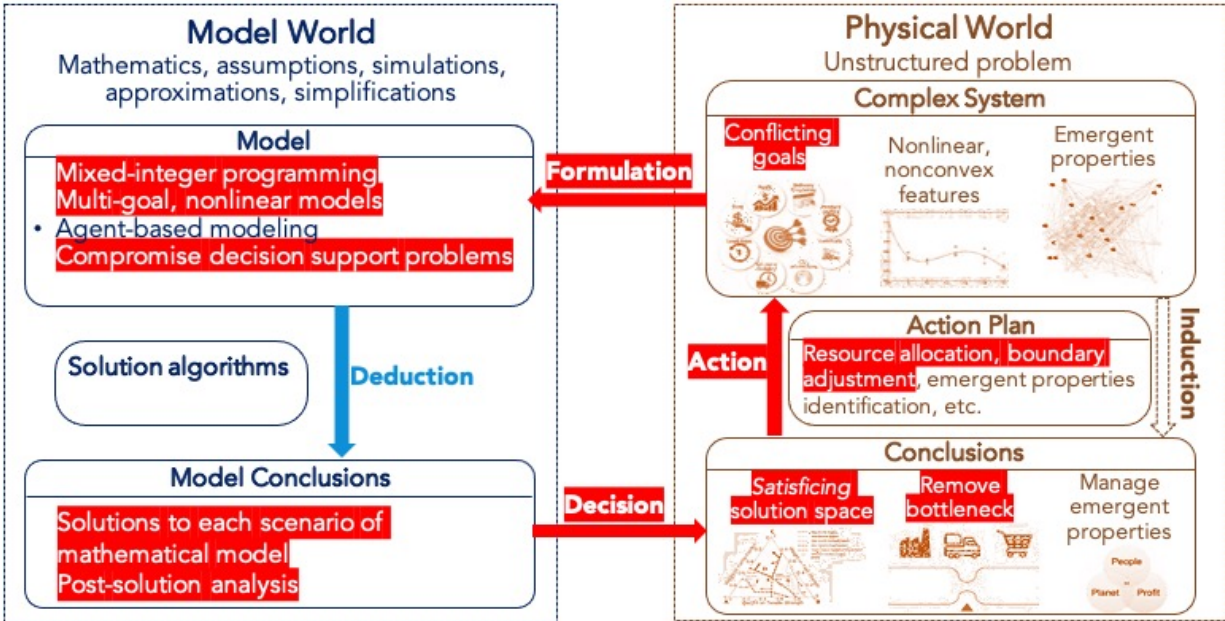 Model World
Mathematics, assumptions, simulations,
approximations, simplifications
Model
Mixed-integer programming
Multi-goal, nonlinear models
• Agent-based modeling
Compromise decision support problems
Solution algorithms
Deduction
Model Conclusions
Solutions to each scenario of
mathematical model
Post-solution analysis
Formulation
Decision
Physical World
Unstructured problem
Complex System
Conflicting
goals
Nonlinear,
nonconvex
features
Emergent
properties
Action
Action Plan
Resource allocation, boundary
adjustment, emergent properties
identification, etc.
Induction
Conclusions
Satisficing
solution space
Remove
bottleneck
Manage
emergent
properties
People
Planet
Profit